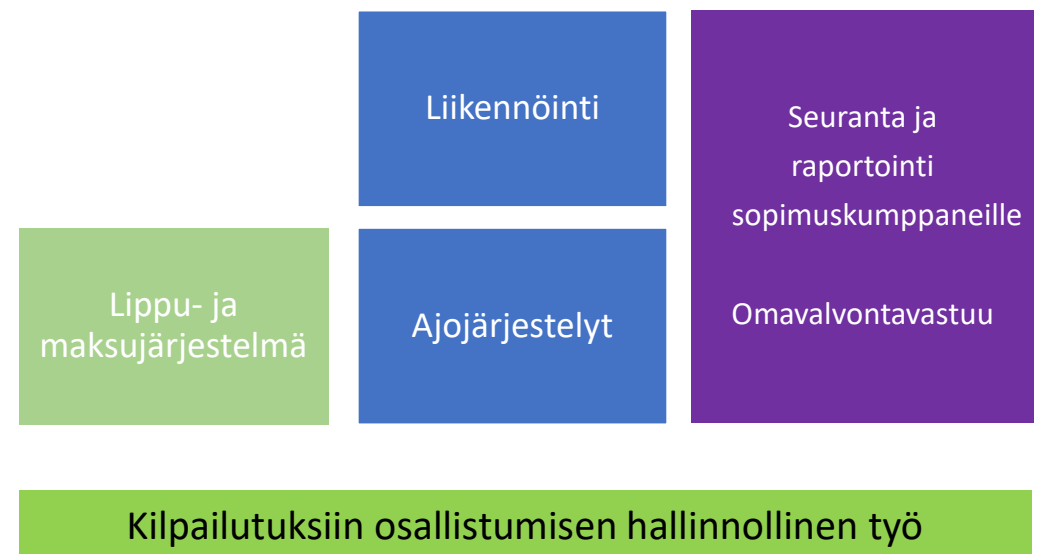 Liikennöinti
Seuranta ja
raportointi
sopimuskumppaneille
Omavalvontavastuu
Lippu- ja
maksujärjestelmä
Ajojärjestelyt
Kilpailutuksiin osallistumisen hallinnollinen työ